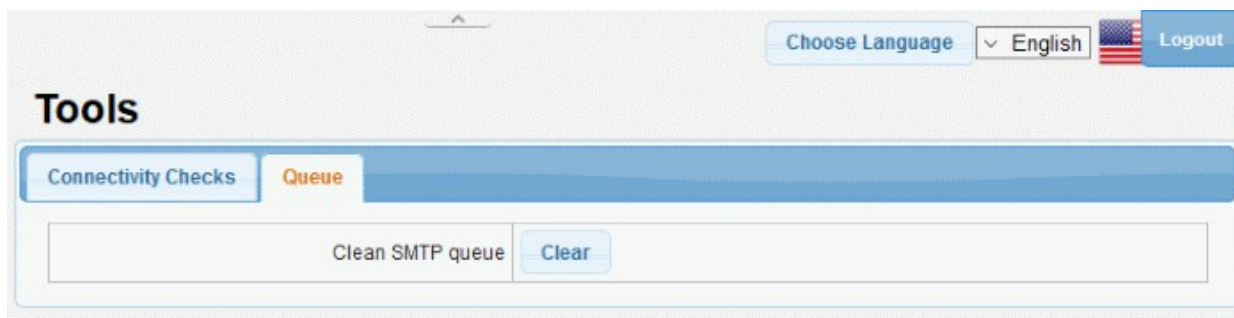 Choose Language English Logout
Tools
Connectivity Checks Queue
Clean SMTP queue Clear